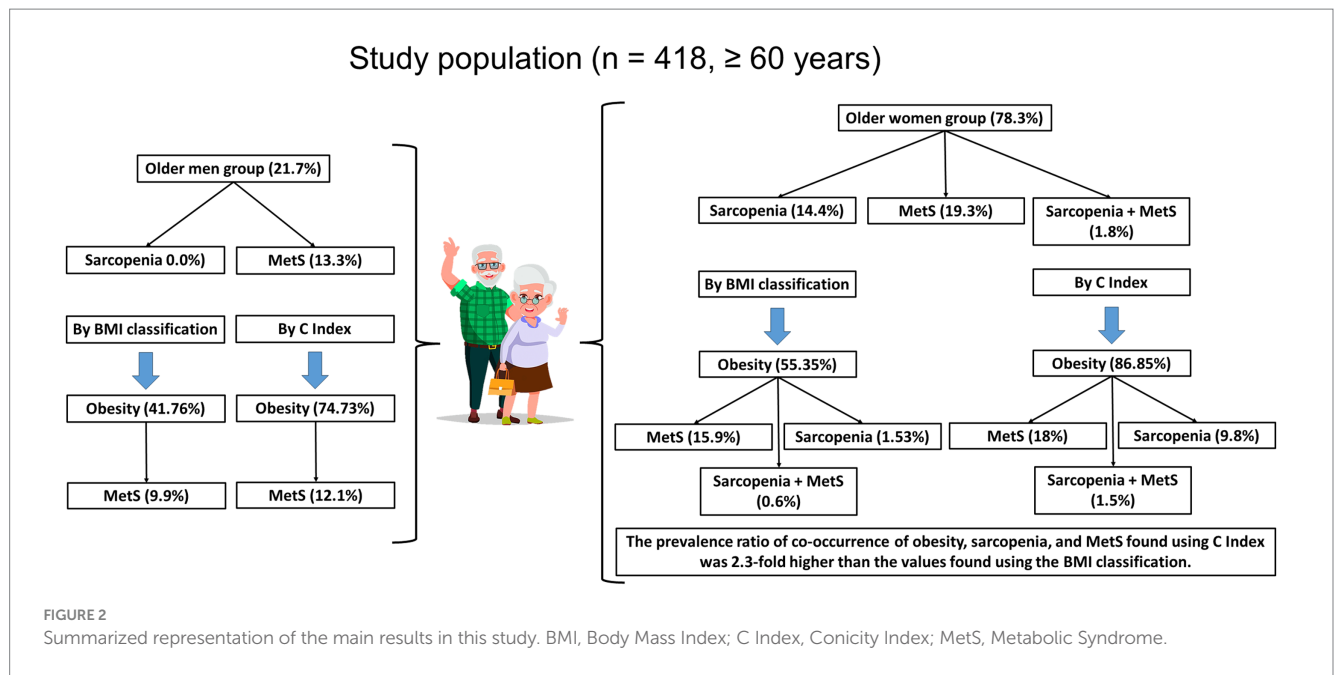 Study population (n = 418, ≥ 60 years)
Older men group (21.7%)
Sarcopenia 0.0%)
MetS (13.3%)
By BMI classification
By C Index
Obesity (41.76%)
Obesity (74.73%)
MetS (9.9%)
MetS (12.1%)
Older women group (78.3%)
Sarcopenia (14.4%)
MetS (19.3%)
Sarcopenia + MetS
(1.8%)
By BMI classification
By C Index
Obesity (55.35%)
Obesity (86.85%)
MetS (15.9%)
Sarcopenia (1.53%)
MetS (18%)
Sarcopenia (9.8%)
Sarcopenia + MetS
(0.6%)
Sarcopenia + MetS
(1.5%)
The prevalence ratio of co-occurrence of obesity, sarcopenia, and MetS found using C Index
was 2.3-fold higher than the values found using the BMI classification.
FIGURE 2
Summarized representation of the main results in this study. BMI, Body Mass Index; C Index, Conicity Index; MetS, Metabolic Syndrome.